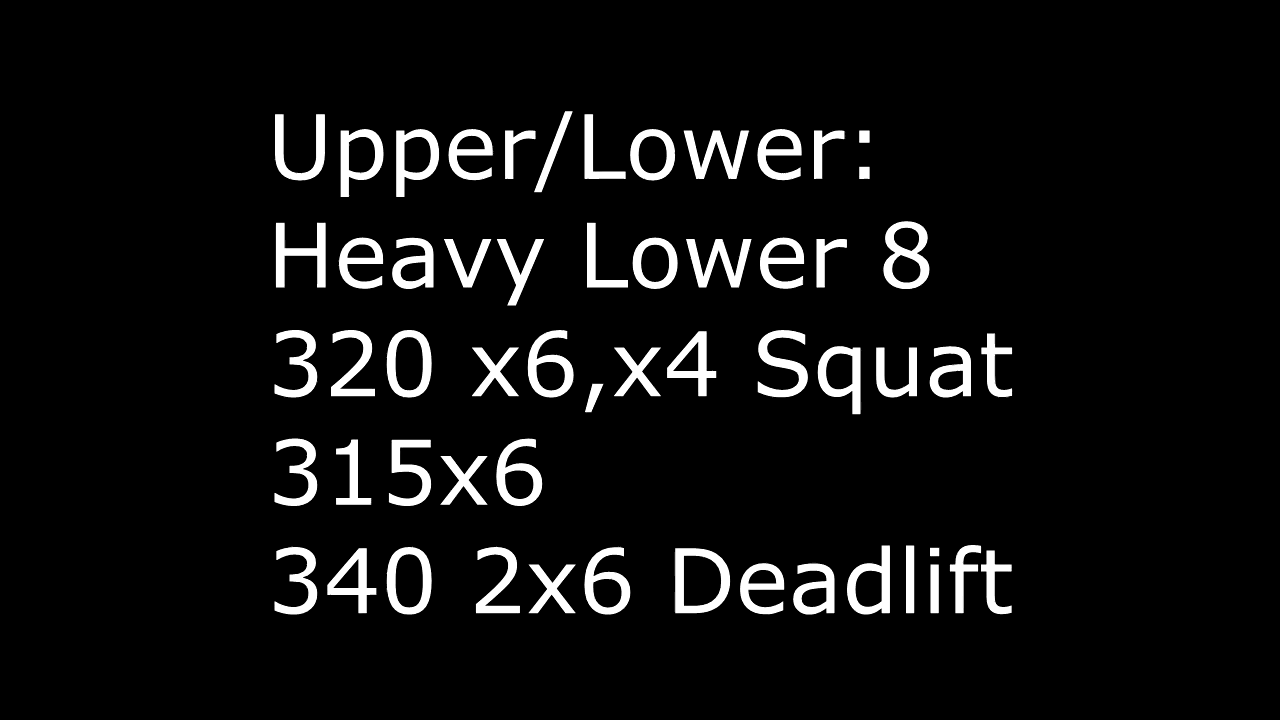 Upper/Lower:
Heavy Lower 8
320 x6,x4 Squat
315x6
340 2x6 Deadlift